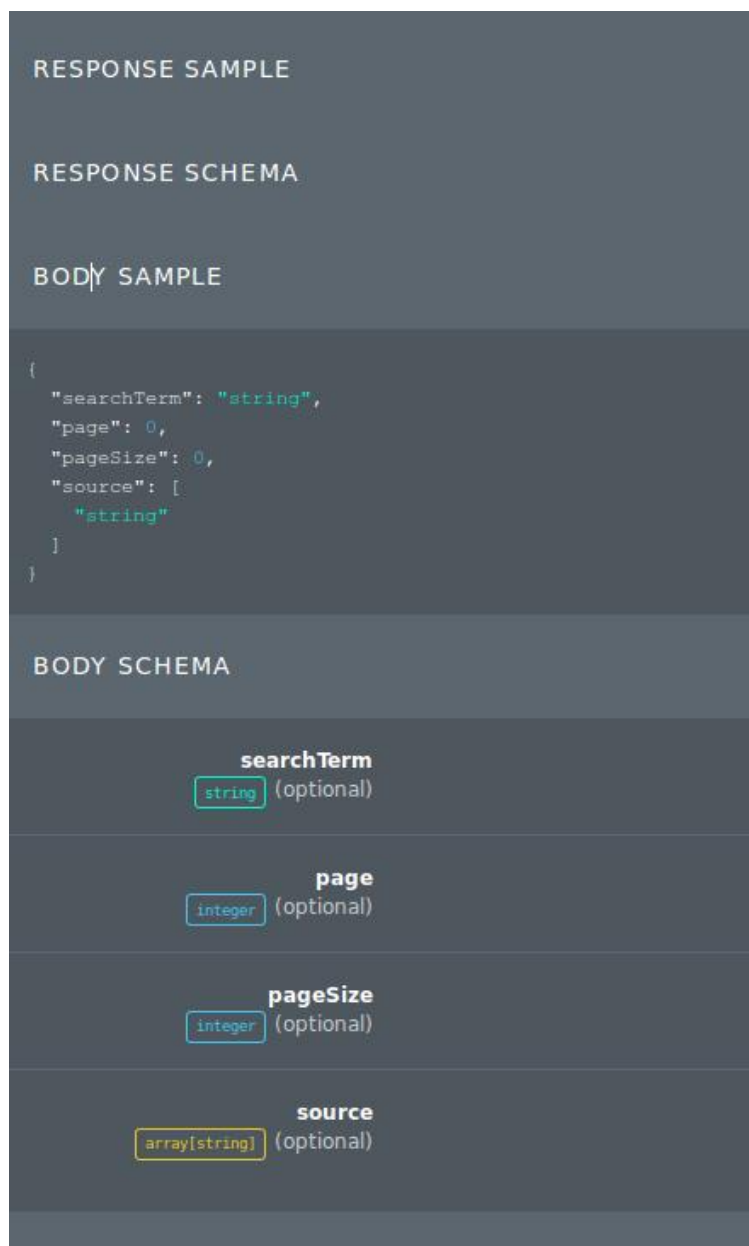 RESPONSE SAMPLE
RESPONSE SCHEMA
BODY SAMPLE
{
  "searchTerm": "string",
  "page": 0,
  "pageSize": 0,
  "source": [
    "string"
  ]
}
BODY SCHEMA
searchTerm
string (optional)
page
integer (optional)
pageSize
integer (optional)
source
array[string] (optional)